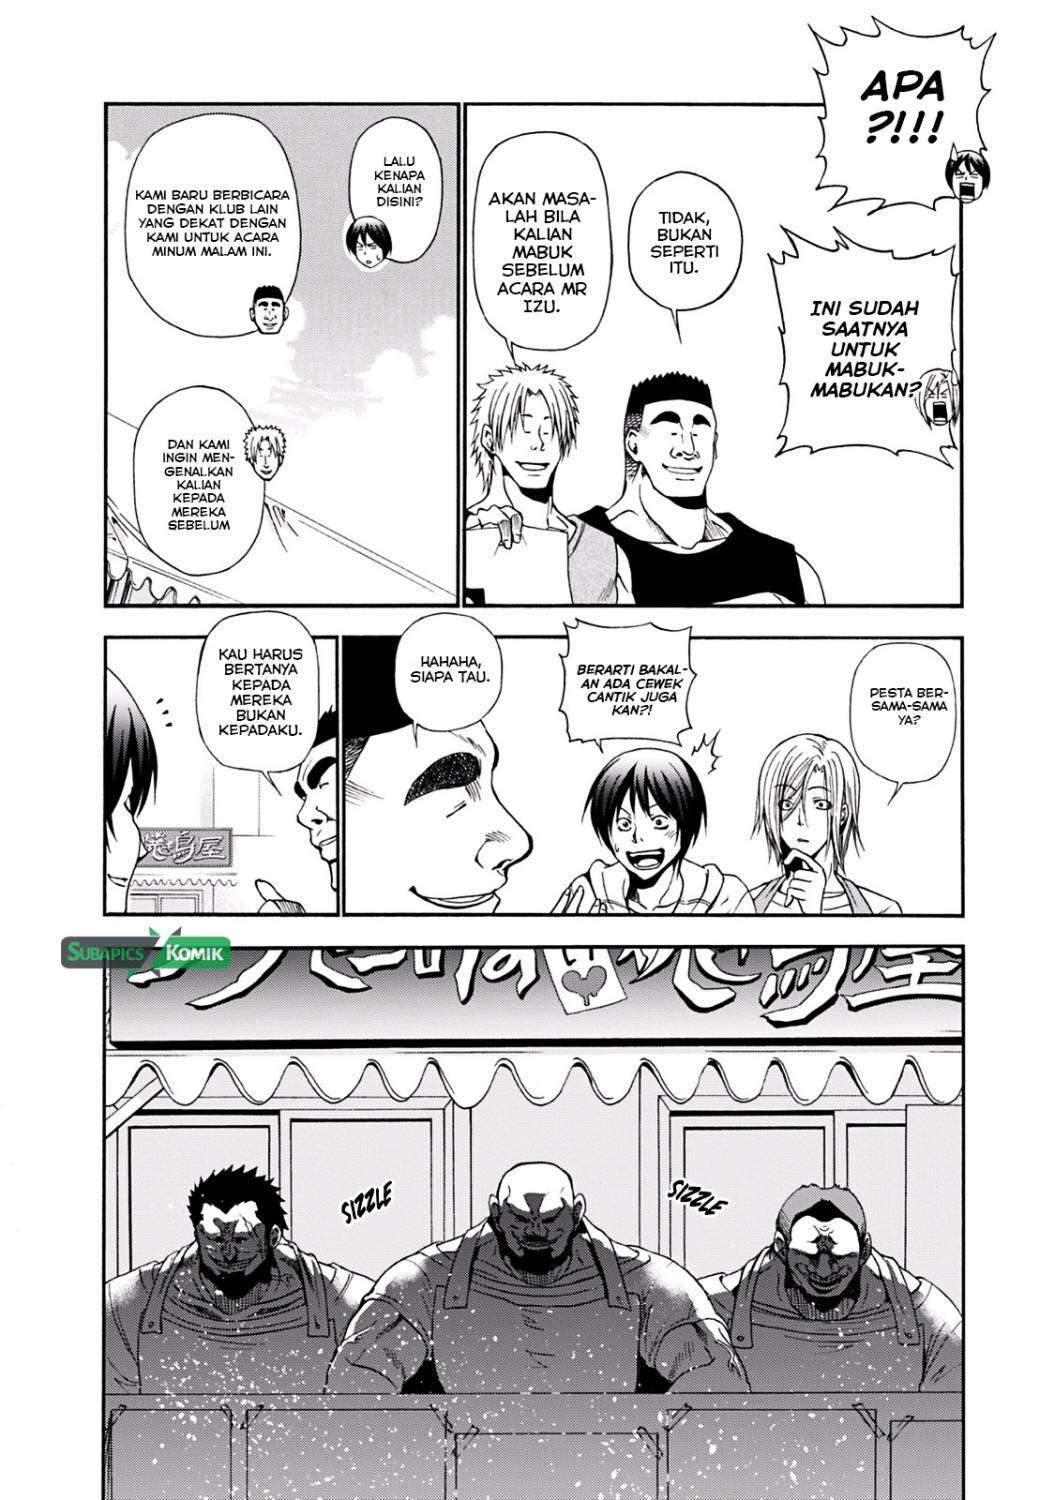 APA
?!!!
INI SUDAH
SAATNYA
UNTUK
MABUK-
MABUKAN?
TIDAK,
BUKAN
SEPERTI
ITU.
AKAN MASA-
LAH BILA
KALIAN
MABUK
SEBELUM
ACARA MR
IZU.
LALU
KENAPA
KALIAN
DISINI?
KAMI BARU BERBICARA
DENGAN KLUB LAIN
YANG DEKAT DENGAN
KAMI UNTUK ACARA
MINUM MALAM INI.
DAN KAMI
INGIN MEN-
GENALKAN
KALIAN
KEPADA
MEREKA
SEBELUM
PESTA BER-
SAMA-SAMA
YA?
BERARTI BAKAL-
AN ADA CEWEK
CANTIK JUGA
KAN?!
HAHAHA,
SIAPA TAU.
KAU HARUS
BERTANYA
KEPADA
MEREKA
BUKAN
KEPADAKU.
SUBAPICS KOMIK
SIZZLE
SIZZLE